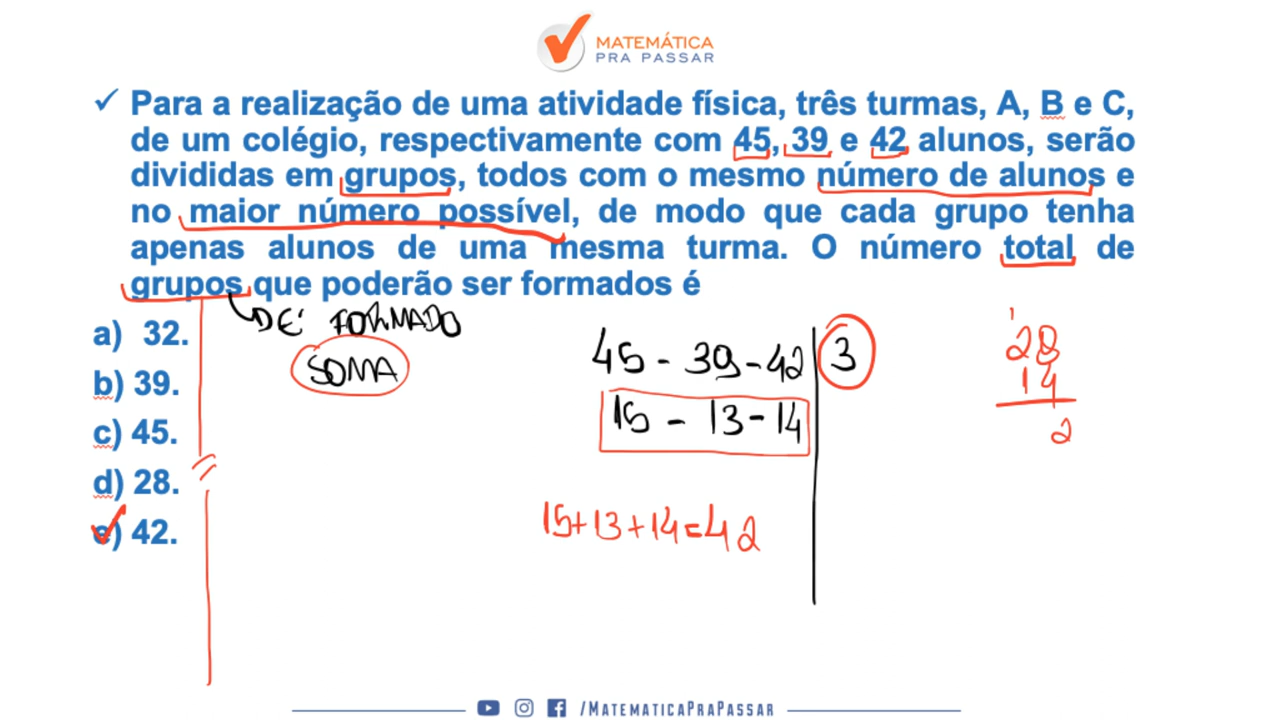 MATEMÁTICA
PRA PASSAR
✓ Para a realização de uma atividade física, três turmas, A, B e C,
de um colégio, respectivamente com 45, 39 e 42 alunos, serão
divididas em grupos, todos com o mesmo número de alunos e
no maior número possível, de modo que cada grupo tenha
apenas alunos de uma mesma turma. O número total de
grupos que poderão ser formados é
DE' FORMADO
SOMA
a) 32.
b) 39.
c) 45.
d) 28.
e) 42.
45 - 39 - 42 | 3
15 - 13 - 14
15+13+14=42
1
28
14
2
/MATEMATICAPRAPASSAR